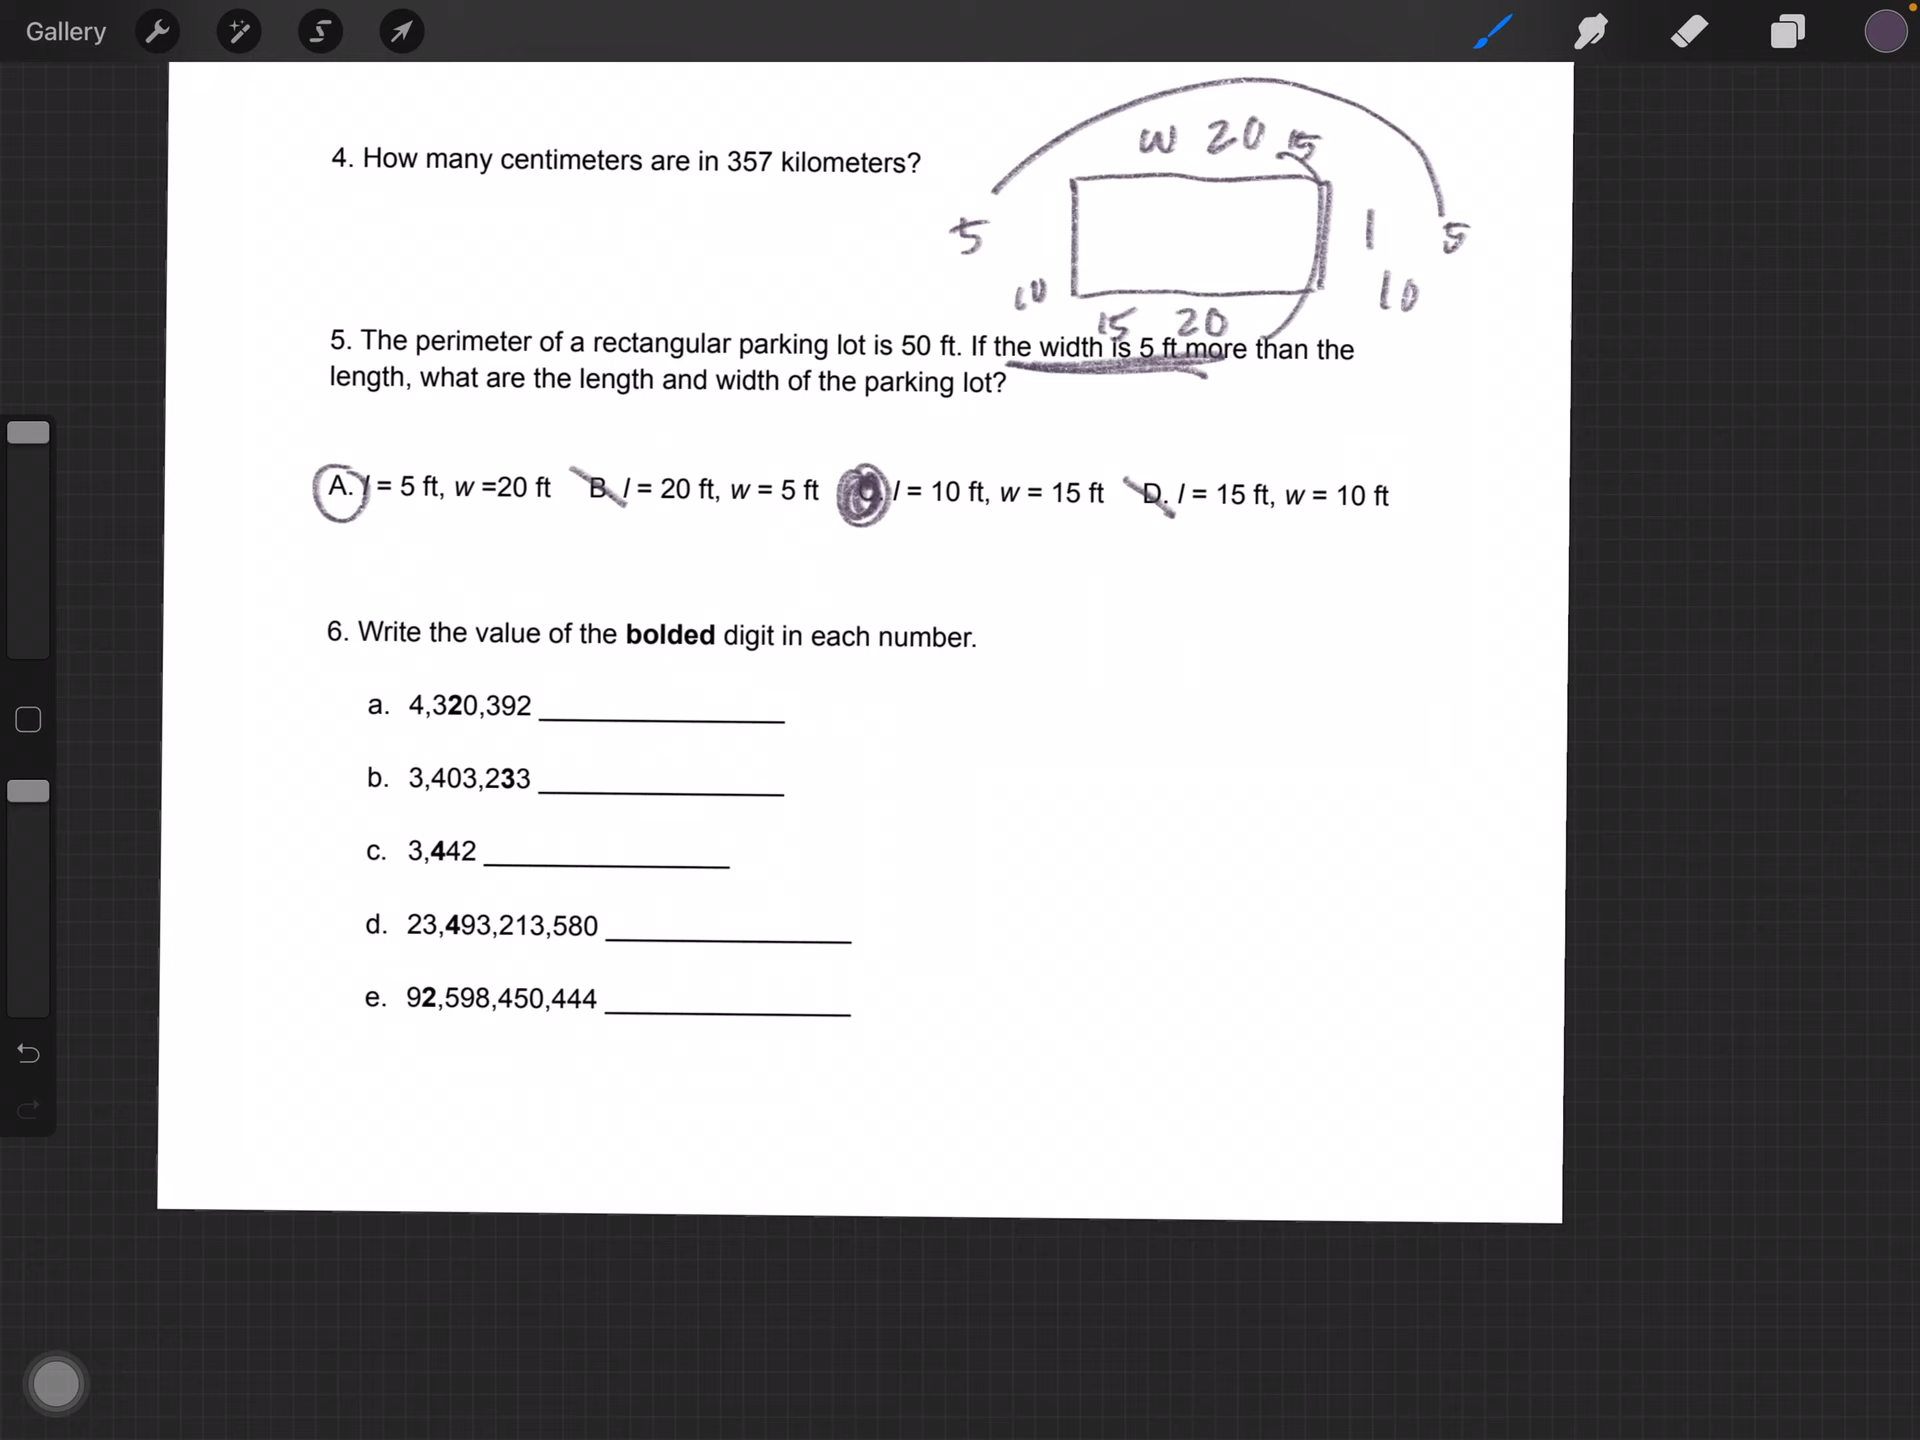 Gallery
w 20 15
4. How many centimeters are in 357 kilometers?
5 1 5
10 10
15 20
5. The perimeter of a rectangular parking lot is 50 ft. If the width is 5 ft more than the
length, what are the length and width of the parking lot?
A. l = 5 ft, w =20 ft B. l = 20 ft, w = 5 ft C. l = 10 ft, w = 15 ft D. l = 15 ft, w = 10 ft
6. Write the value of the bolded digit in each number.
a. 4,320,392
b. 3,403,233
c. 3,442
d. 23,493,213,580
e. 92,598,450,444